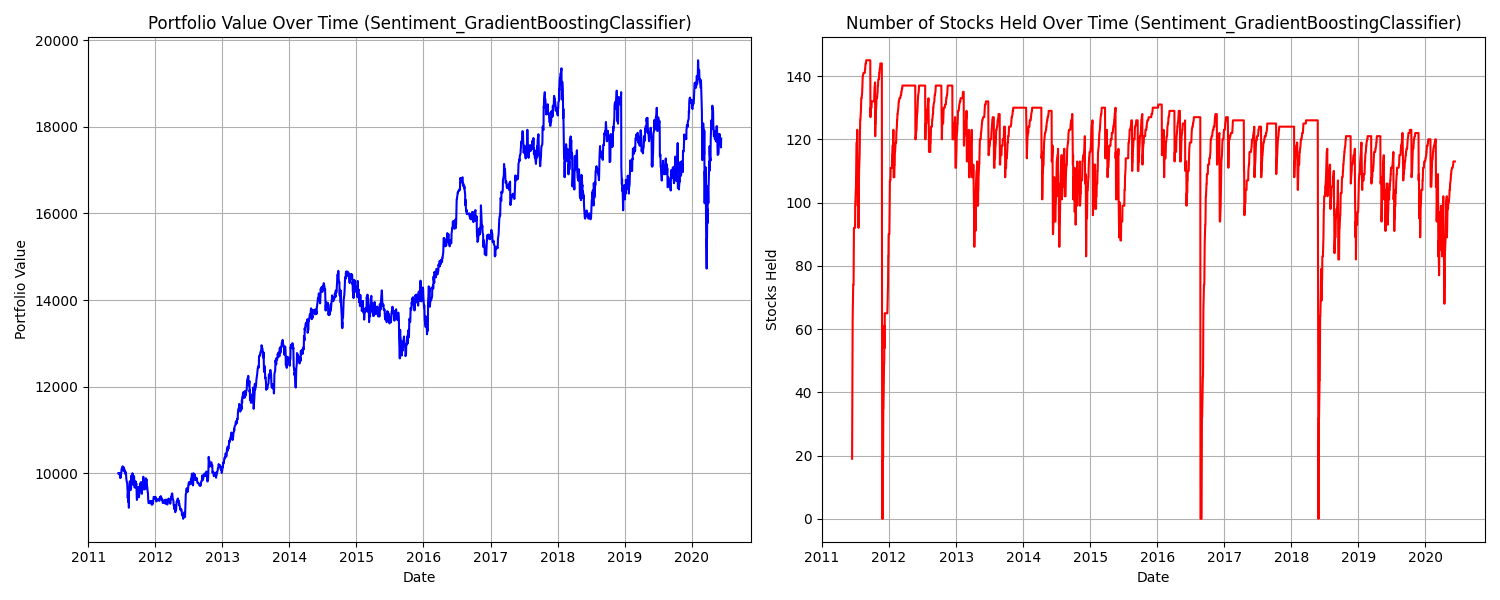 Portfolio Value Over Time (Sentiment_GradientBoostingClassifier)
20000
18000
16000
14000
12000
10000
Portfolio Value
2011 2012 2013 2014 2015 2016 2017 2018 2019 2020
Date
Number of Stocks Held Over Time (Sentiment_GradientBoostingClassifier)
140
120
100
80
60
40
20
0
Stocks Held
2011 2012 2013 2014 2015 2016 2017 2018 2019 2020
Date